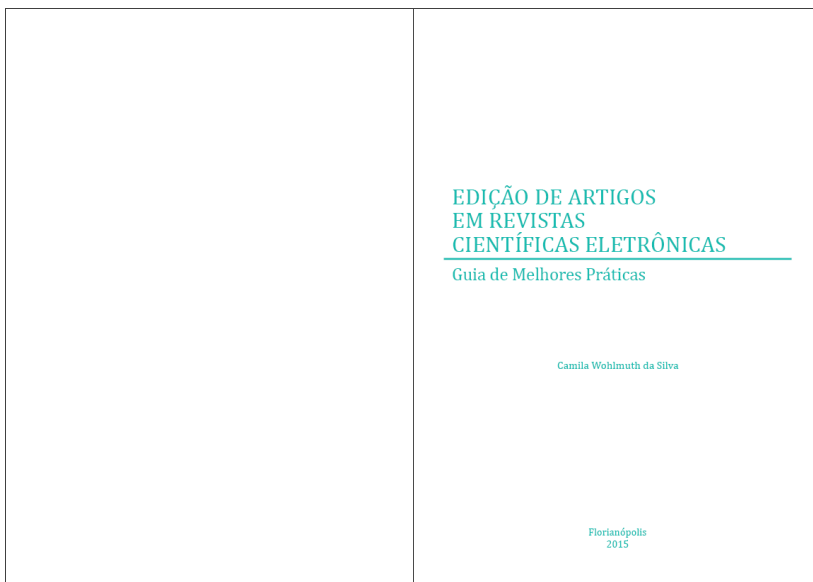 EDIÇÃO DE ARTIGOS
EM REVISTAS
CIENTÍFICAS ELETRÔNICAS
Guia de Melhores Práticas
Camila Wohlmuth da Silva
Florianópolis
2015